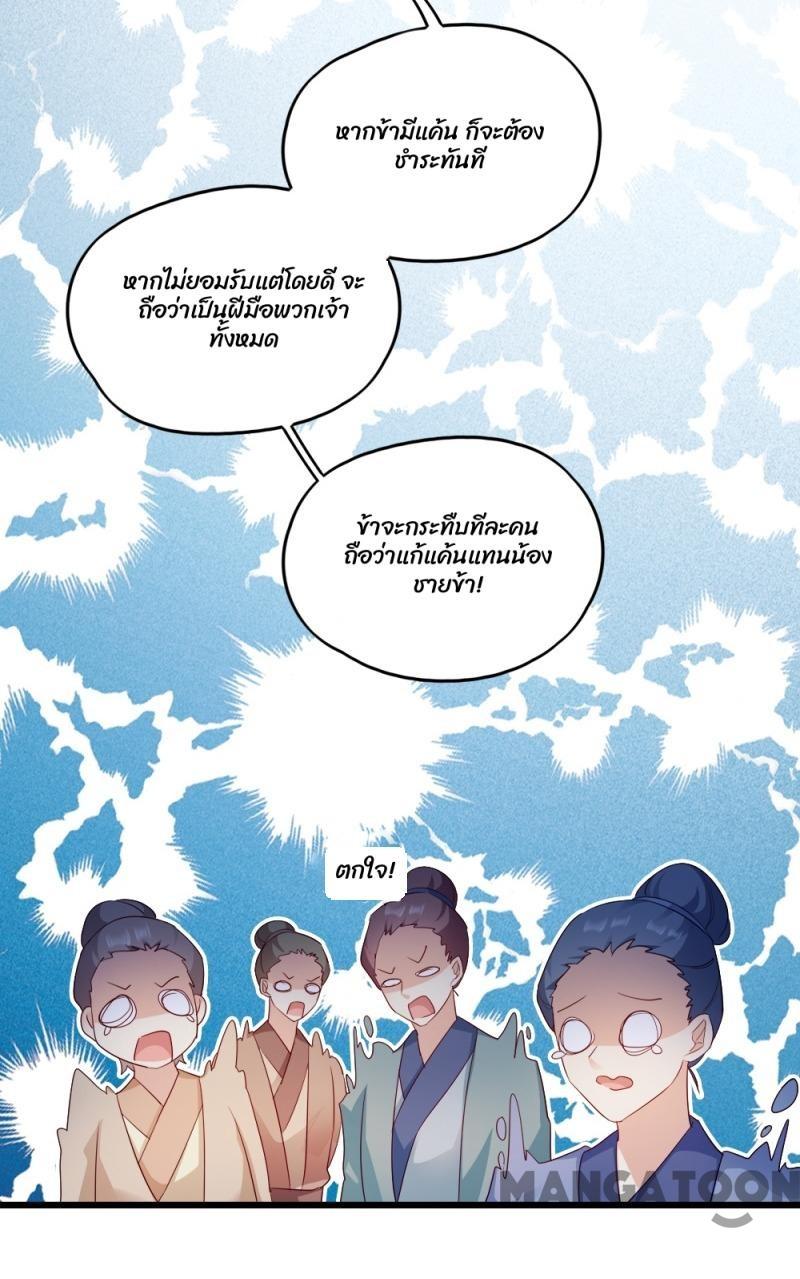 หากข้ามีแค้น ก็จะต้อง
ชำระทันที
หากไม่ยอมรับแต่โดยดี จะ
ถือว่าเป็นฝีมือพวกเจ้า
ทั้งหมด
ข้าจะกระทืบทีละคน
ถือว่าแก้แค้นแทนน้อง
ชายข้า!
ตกใจ!
MANGATOON